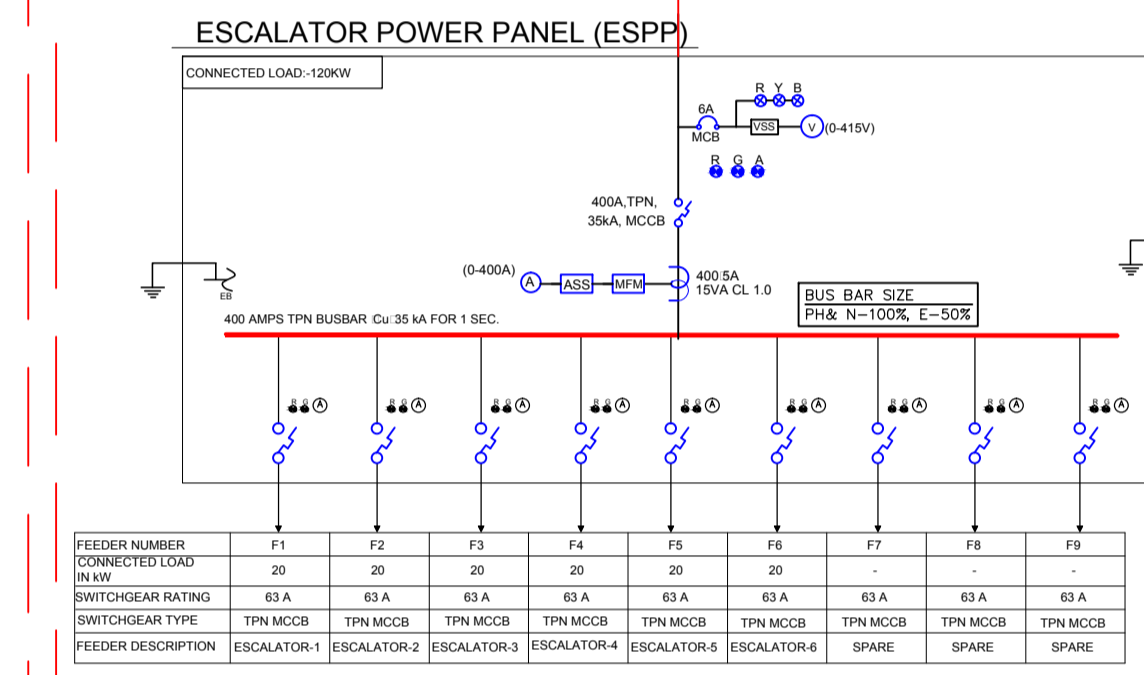 ESCALATOR POWER PANEL (ESPP)
CONNECTED LOAD:-120KW
R Y B
6A
MCB
VSS
V
(0-415V)
R G A
400A,TPN,
35kA, MCCB
(0-400A)
A
ASS
MFM
400/5A
15VA CL 1.0
EB
BUS BAR SIZE
PH& N-100%, E-50%
400 AMPS TPN BUSBAR Cu 35 kA FOR 1 SEC.
R G A R G A R G A R G A R G A R G A R G A R G A R G A
FEEDER NUMBER F1 F2 F3 F4 F5 F6 F7 F8 F9
CONNECTED LOAD
IN kW 20 20 20 20 20 20 - - -
SWITCHGEAR RATING 63 A 63 A 63 A 63 A 63 A 63 A 63 A 63 A 63 A
SWITCHGEAR TYPE TPN MCCB TPN MCCB TPN MCCB TPN MCCB TPN MCCB TPN MCCB TPN MCCB TPN MCCB TPN MCCB
FEEDER DESCRIPTION ESCALATOR-1 ESCALATOR-2 ESCALATOR-3 ESCALATOR-4 ESCALATOR-5 ESCALATOR-6 SPARE SPARE SPARE